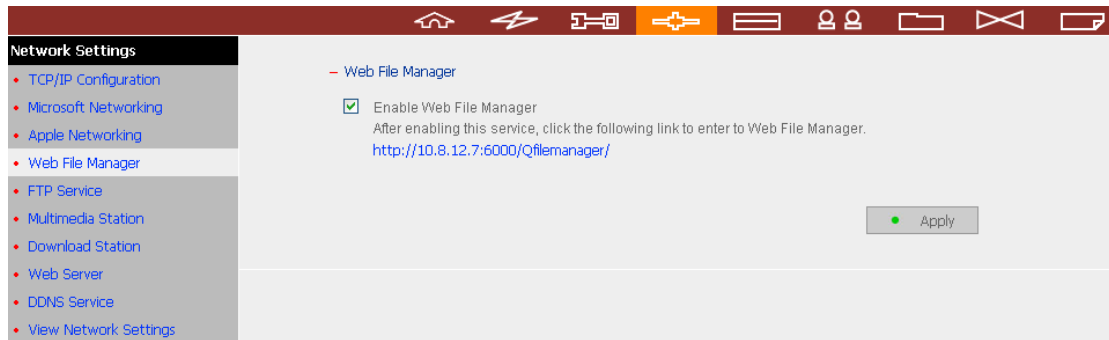 Network Settings
• TCP/IP Configuration
• Microsoft Networking
• Apple Networking
• Web File Manager
• FTP Service
• Multimedia Station
• Download Station
• Web Server
• DDNS Service
• View Network Settings
– Web File Manager
Enable Web File Manager
After enabling this service, click the following link to enter to Web File Manager.
http://10.8.12.7:6000/Qfilemanager/
• Apply